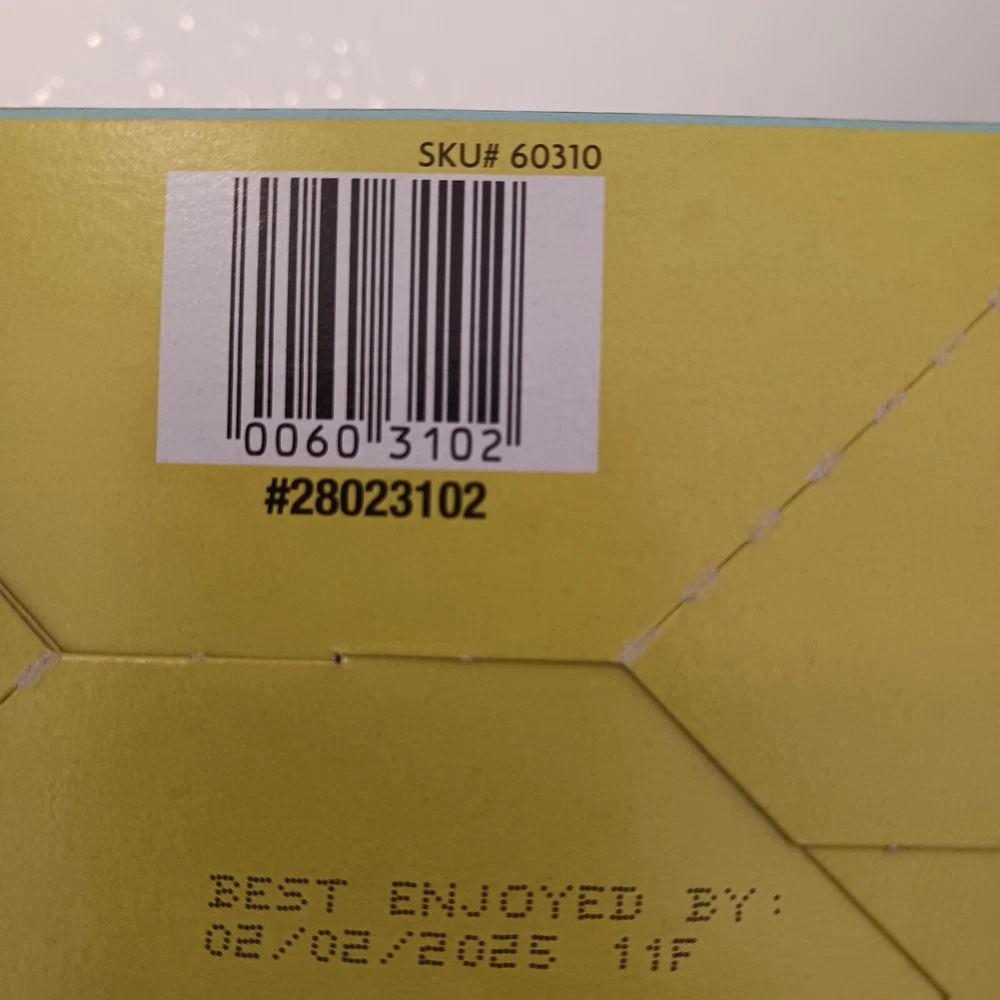 SKU# 60310
0060 3102
#28023102
BEST ENJOYED BY:
02/02/2025 11F